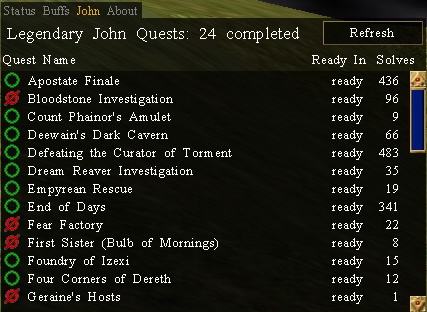 Status Buffs John About
Legendary John Quests: 24 completed Refresh
Quest Name Ready In Solves
Apostate Finale ready 436
Bloodstone Investigation ready 96
Count Phainor's Amulet ready 9
Deewain's Dark Cavern ready 66
Defeating the Curator of Torment ready 483
Dream Reaver Investigation ready 35
Empyrean Rescue ready 19
End of Days ready 341
Fear Factory ready 22
First Sister (Bulb of Mornings) ready 8
Foundry of Izexi ready 15
Four Corners of Dereth ready 12
Geraine's Hosts ready 1